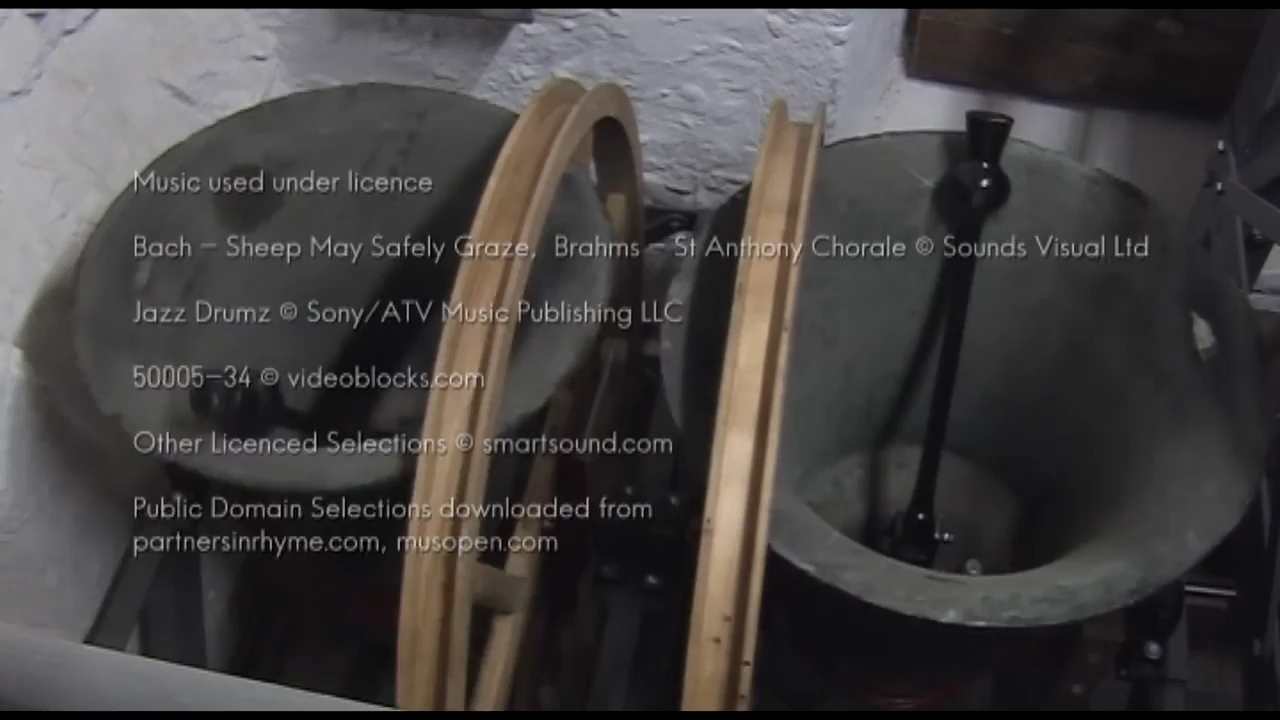 Music used under licence
Bach – Sheep May Safely Graze,  Brahms – St Anthony Chorale © Sounds Visual Ltd
Jazz Drumz © Sony/ATV Music Publishing LLC
50005–34 © videoblocks.com
Other Licenced Selections © smartsound.com
Public Domain Selections downloaded from
partnersinrhyme.com, musopen.com